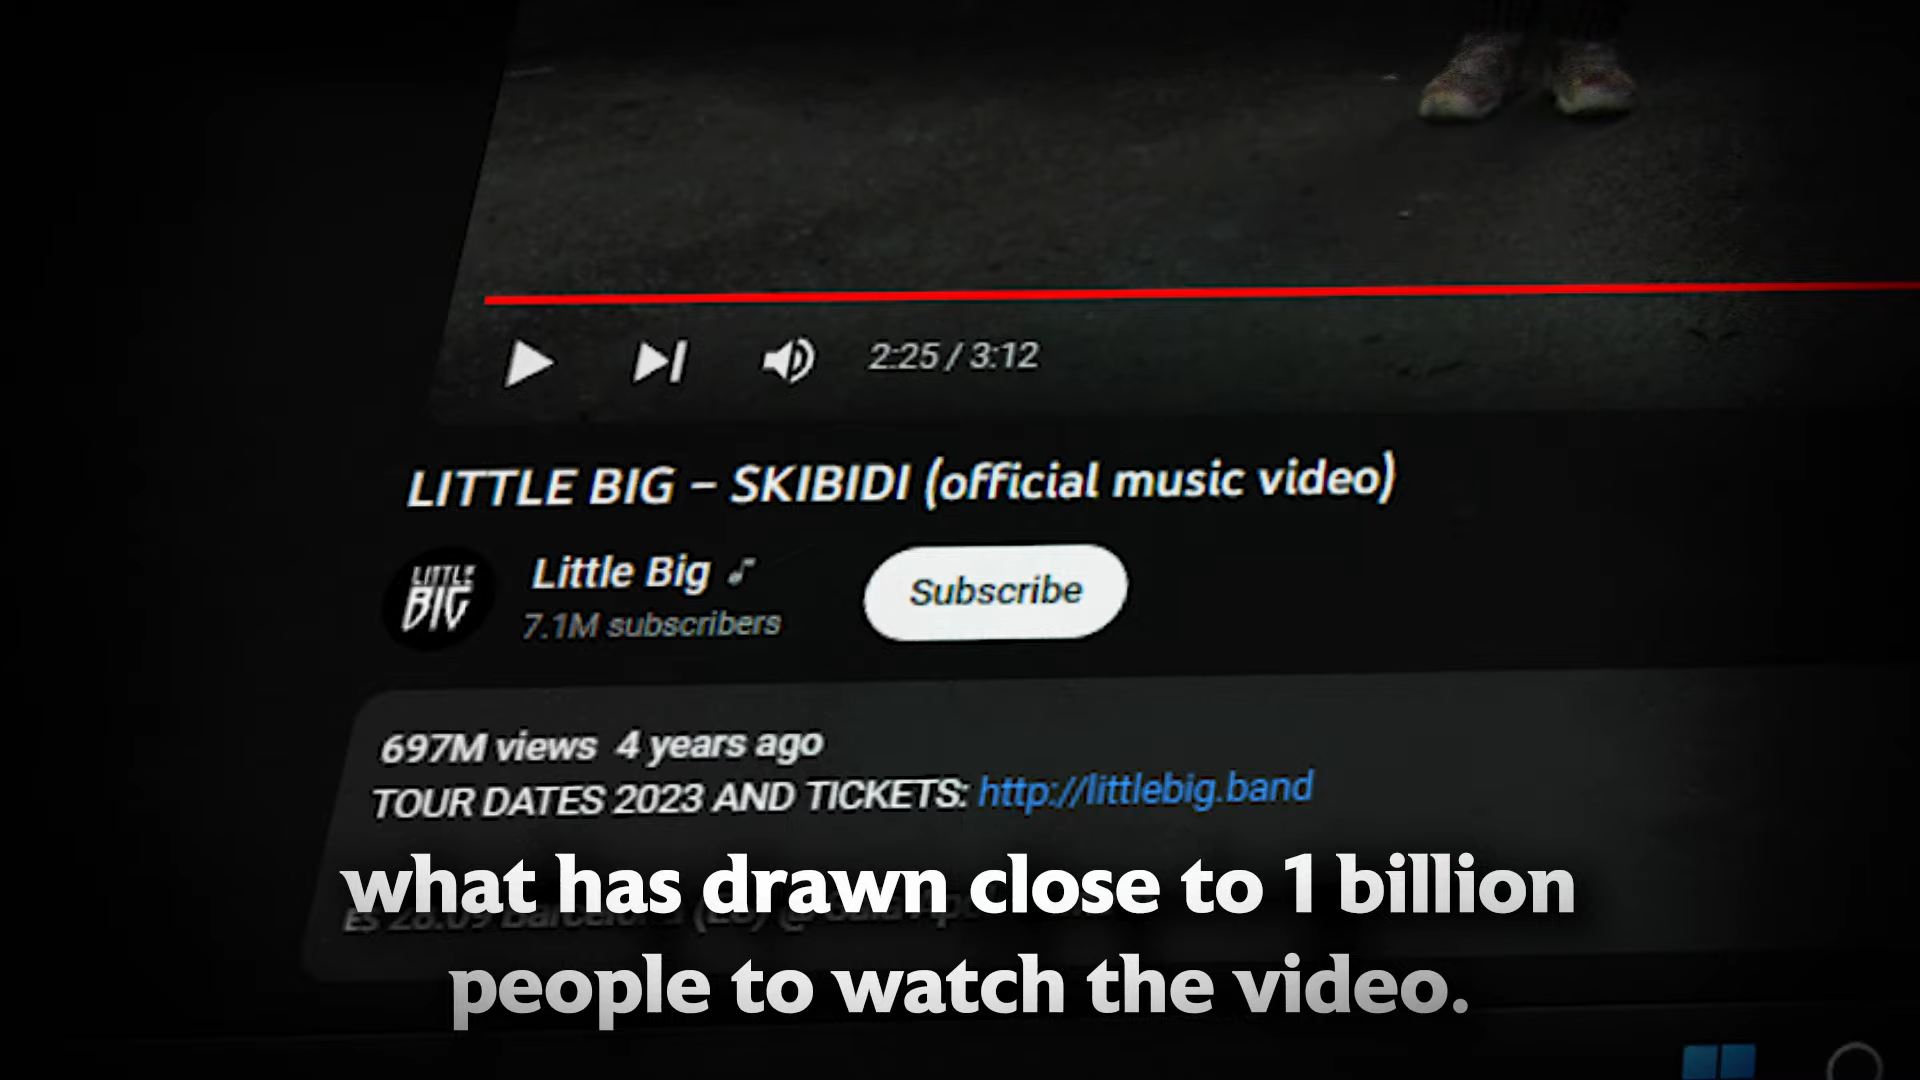 2:25 / 3:12
LITTLE BIG – SKIBIDI (official music video)
LITTLE
BIG
Little Big
7.1M subscribers
Subscribe
697M views 4 years ago
TOUR DATES 2023 AND TICKETS: http://littlebig.band
what has drawn close to 1 billion
people to watch the video.